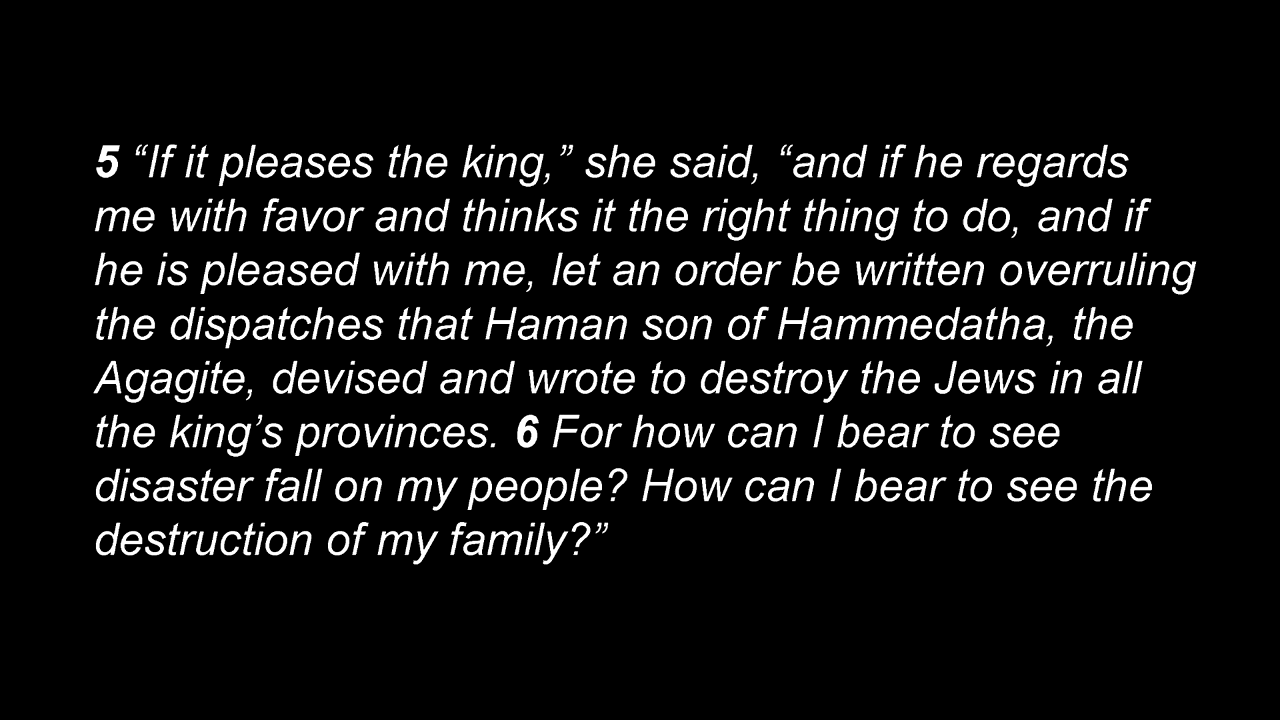 5 “If it pleases the king,” she said, “and if he regards
me with favor and thinks it the right thing to do, and if
he is pleased with me, let an order be written overruling
the dispatches that Haman son of Hammedatha, the
Agagite, devised and wrote to destroy the Jews in all
the king’s provinces. 6 For how can I bear to see
disaster fall on my people? How can I bear to see the
destruction of my family?”